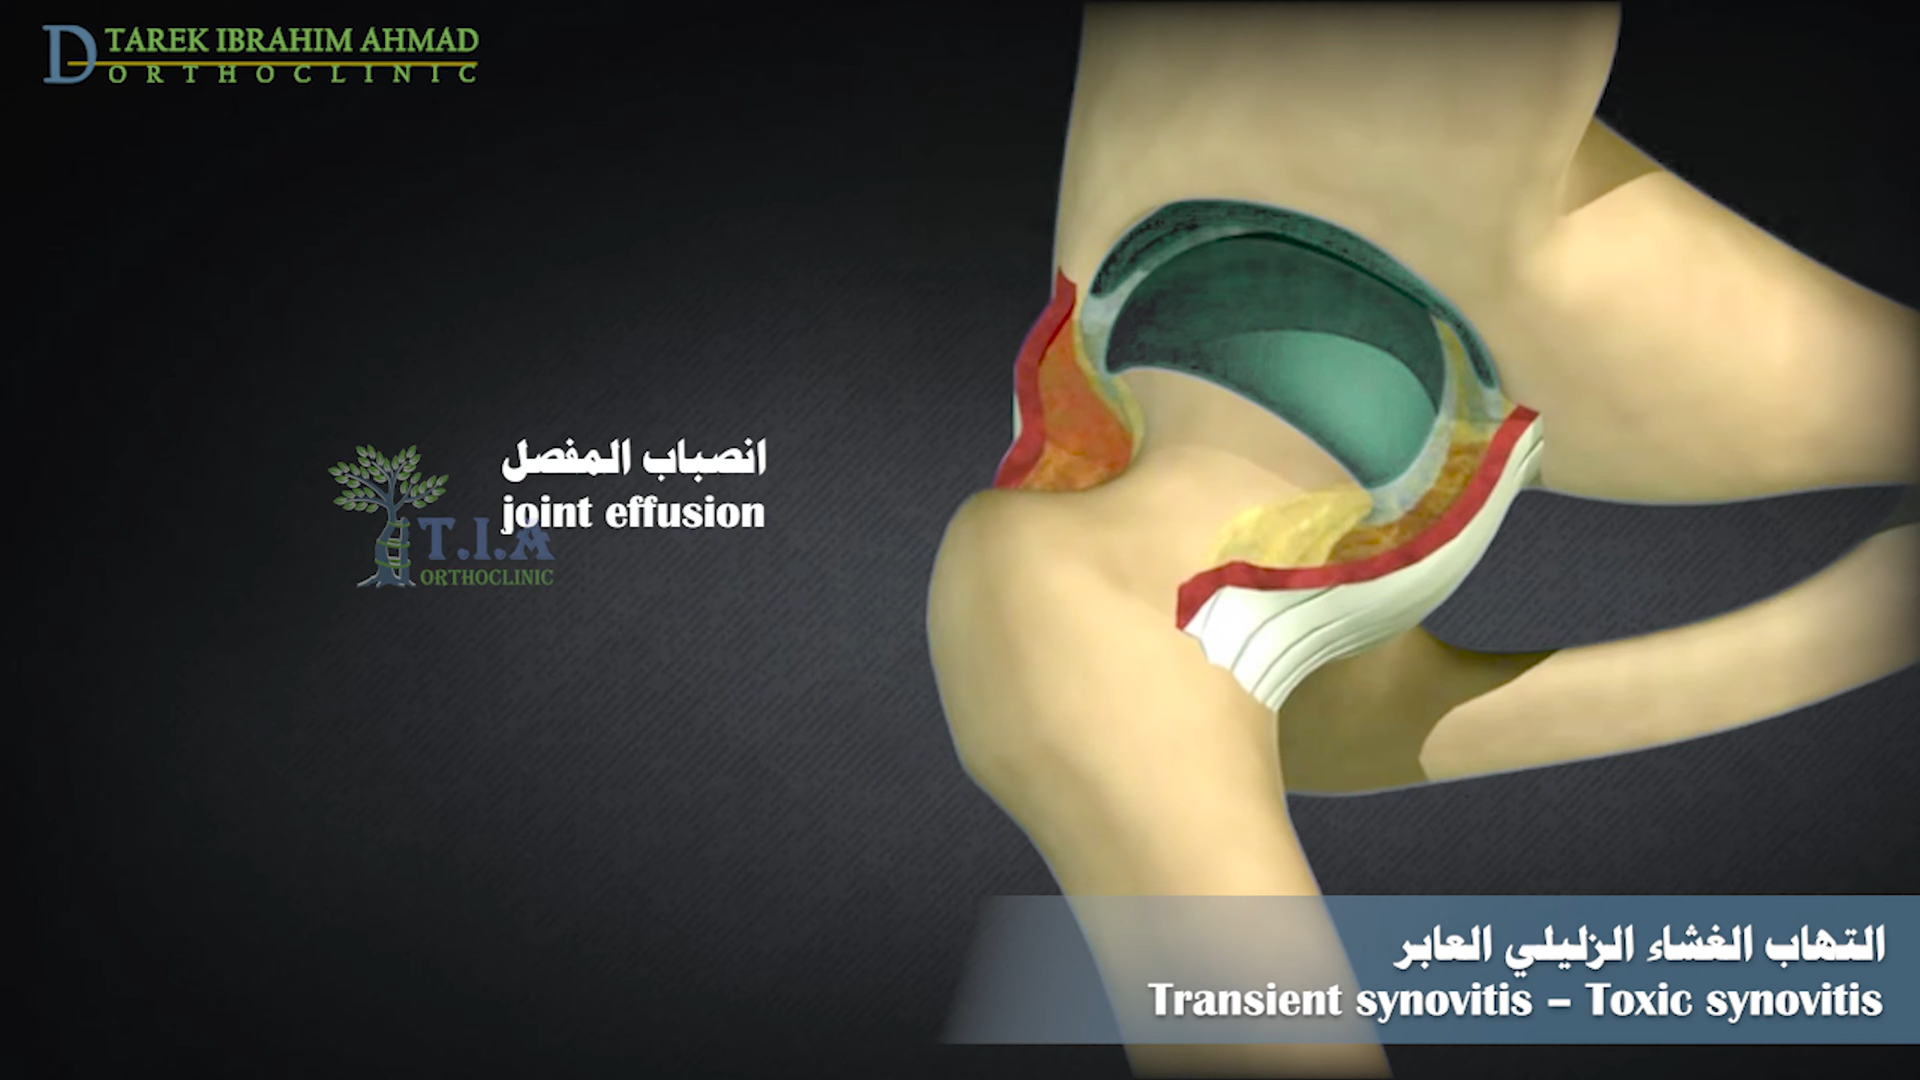 D TAREK IBRAHIM AHMAD
ORTHOCLINIC
انصباب المفصل
joint effusion
T.I.A
ORTHOCLINIC
التهاب الغشاء الزليلي العابر
Transient synovitis – Toxic synovitis